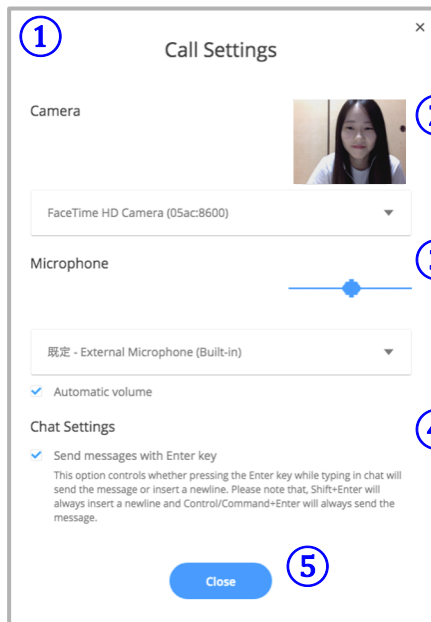 ①
×
Call Settings
Camera
FaceTime HD Camera (05ac:8600)
Microphone
既定 - External Microphone (Built-in)
Automatic volume
Chat Settings
Send messages with Enter key
This option controls whether pressing the Enter key while typing in chat will
send the message or insert a newline. Please note that, Shift+Enter will
always insert a newline and Control/Command+Enter will always send the
message.
⑤
Close